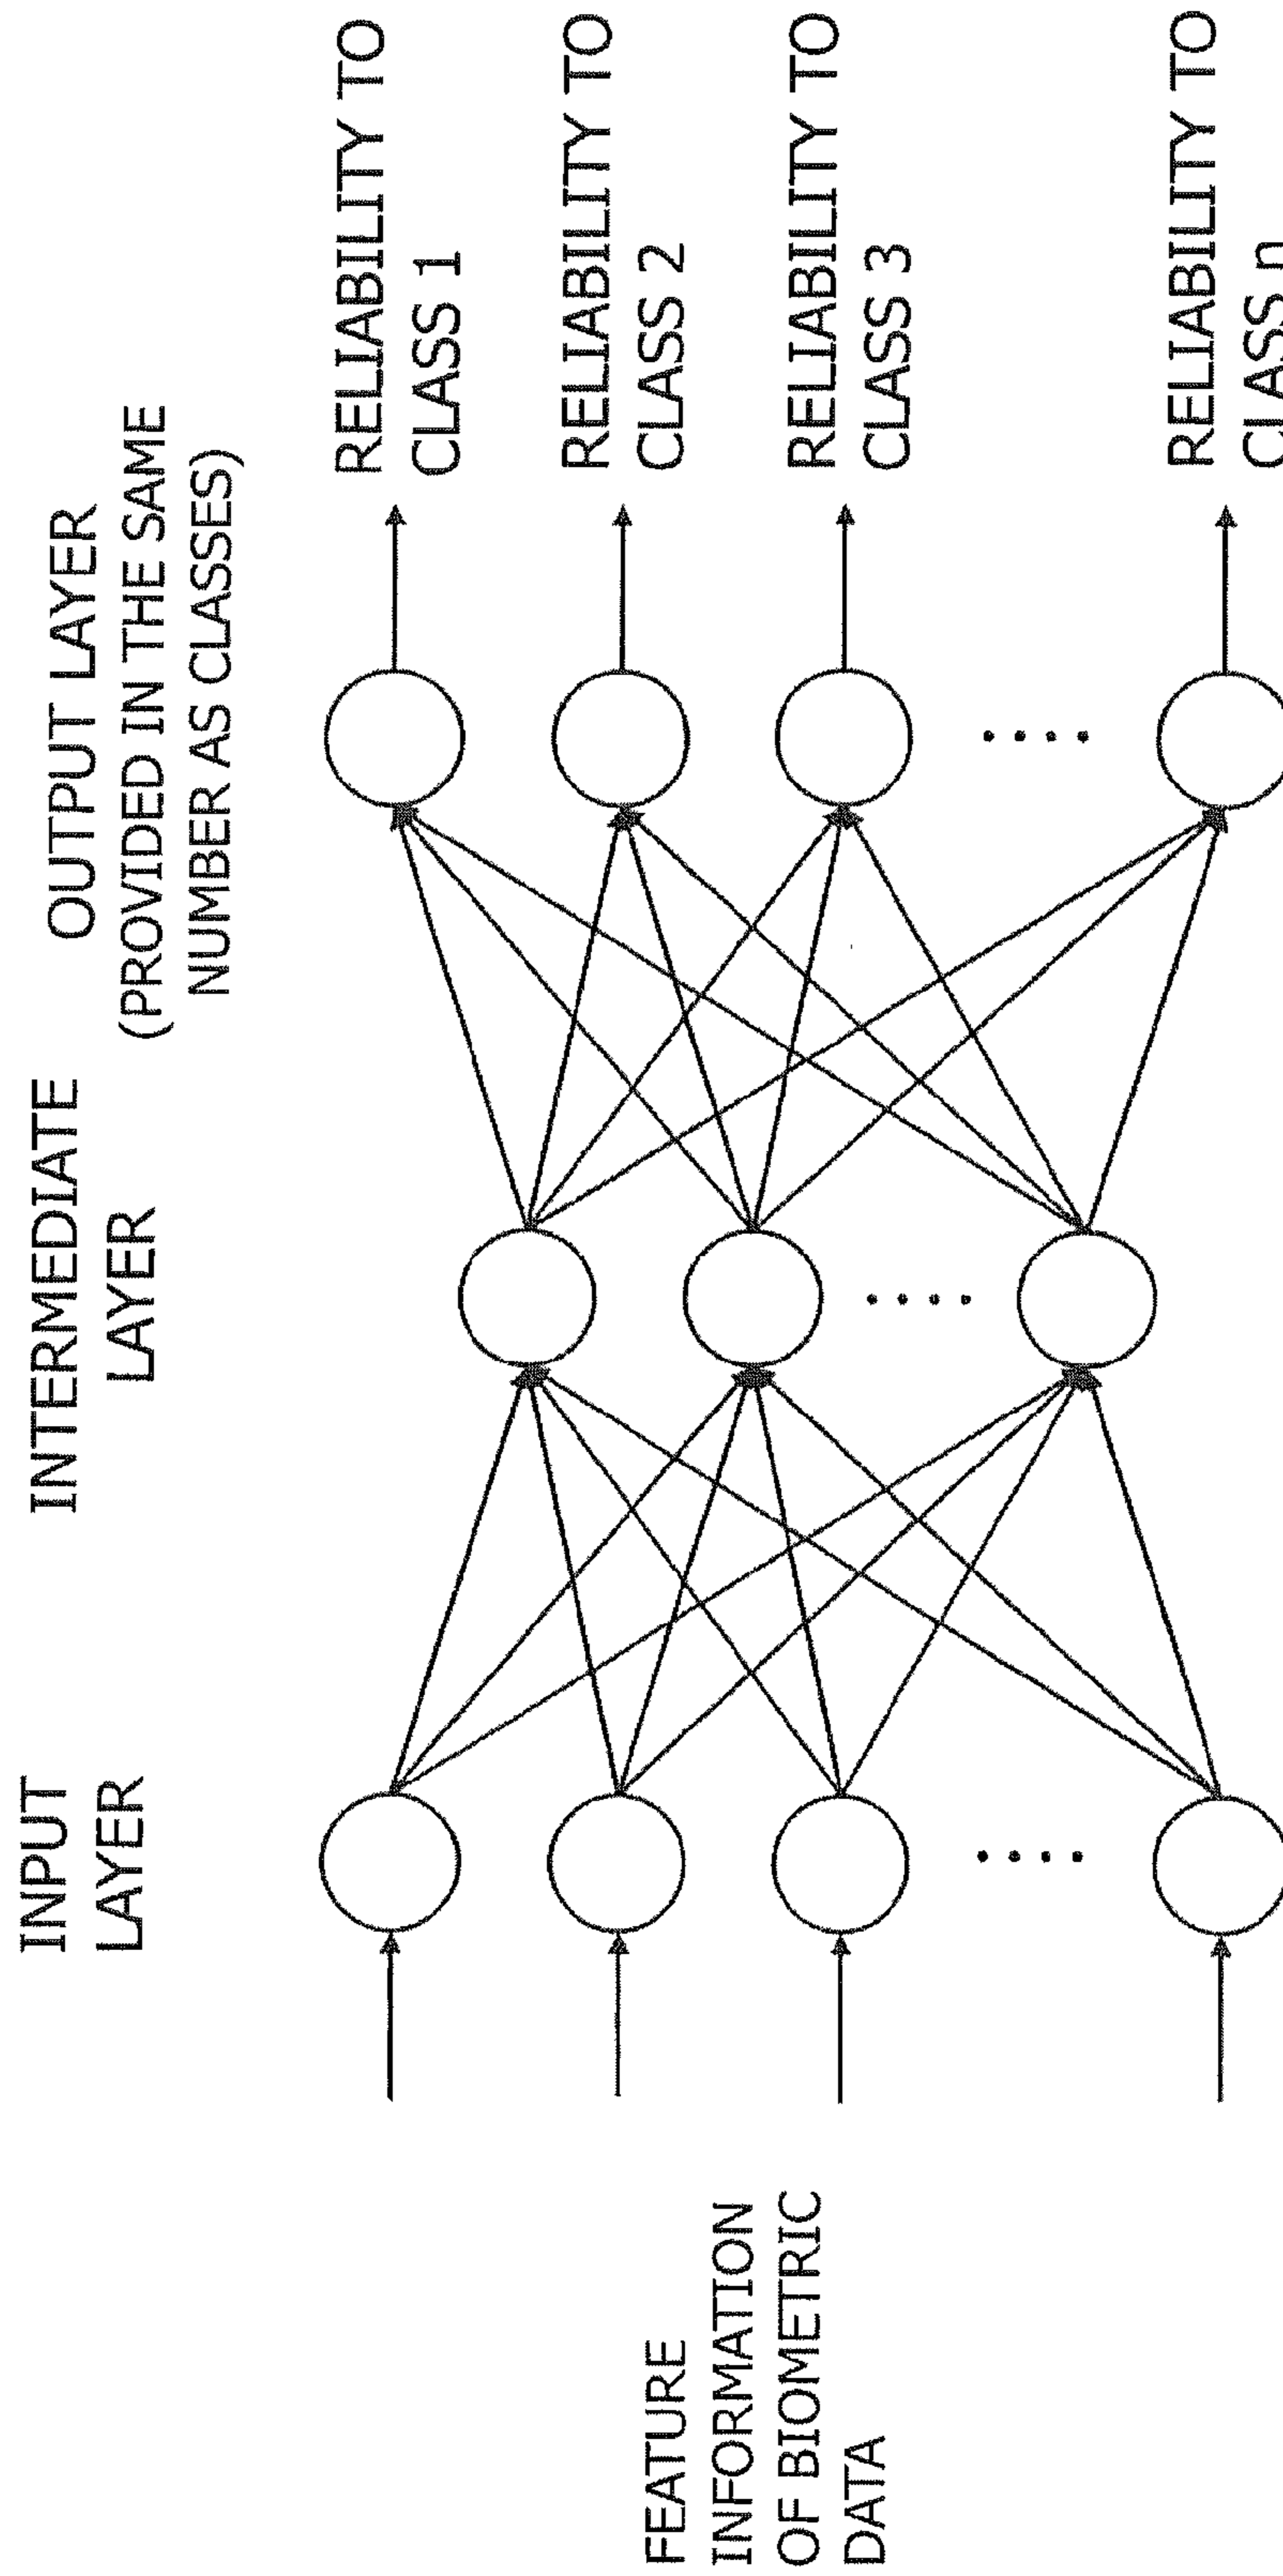 INPUT
LAYER
INTERMEDIATE
LAYER
OUTPUT LAYER
(PROVIDED IN THE SAME
NUMBER AS CLASSES)
FEATURE
INFORMATION
OF BIOMETRIC
DATA
RELIABILITY TO
CLASS 1
RELIABILITY TO
CLASS 2
RELIABILITY TO
CLASS 3
RELIABILITY TO
CLASS n